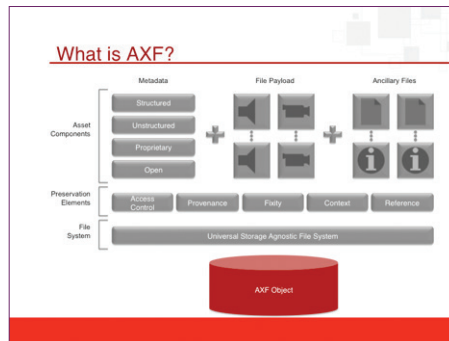 What is AXF?
Metadata
File Payload
Ancillary Files
Asset
Components
Structured
Unstructured
Proprietary
Open
Preservation
Elements
Access
Control
Provenance
Fixity
Context
Reference
File
System
Universal Storage Agnostic File System
AXF Object